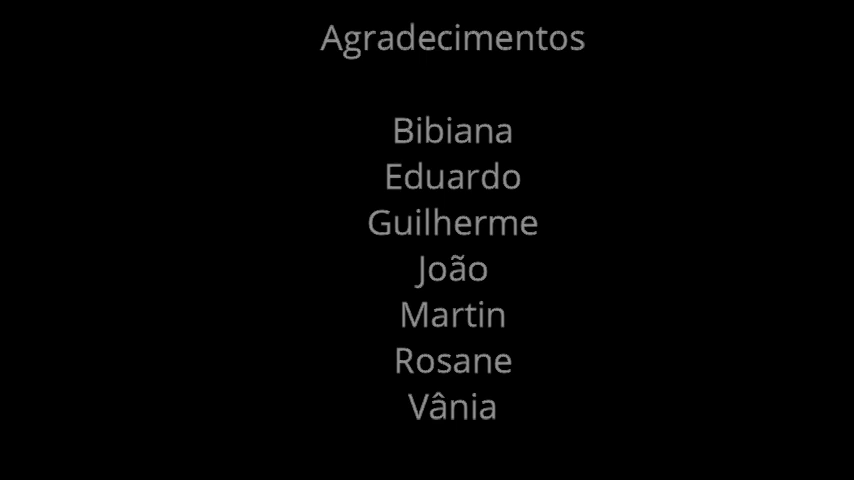 Agradecimentos
Bibiana
Eduardo
Guilherme
João
Martin
Rosane
Vânia